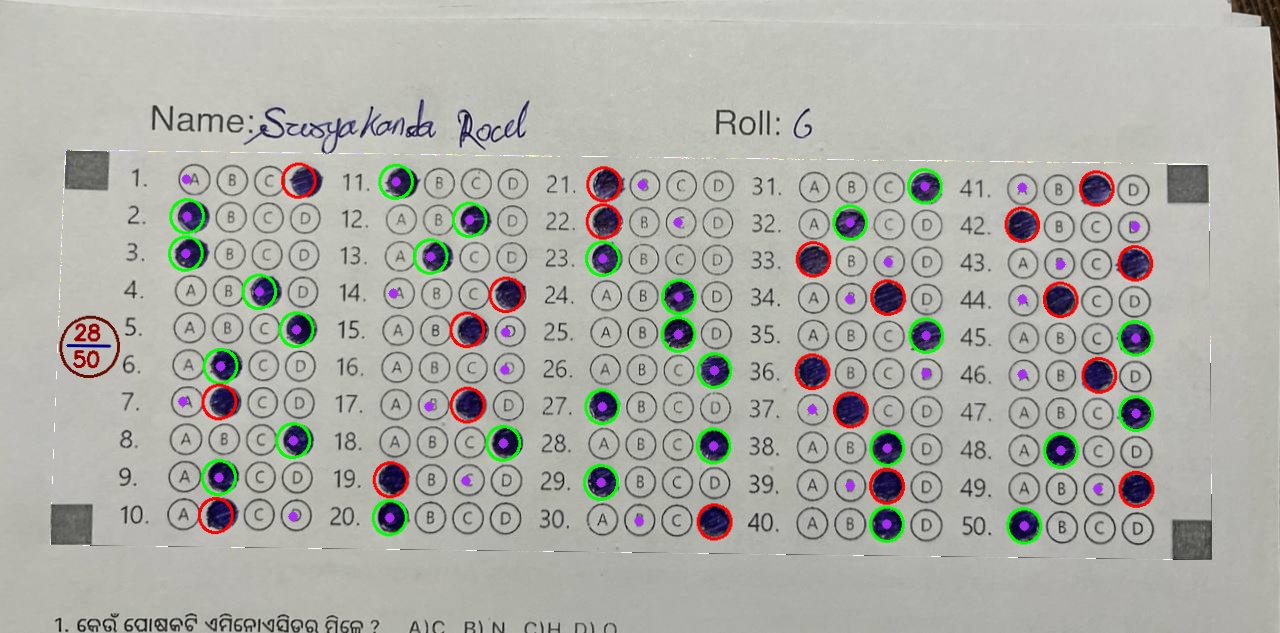 Name: Suryakanda Rocel Roll: 6
1. A B C 11. B C D 21. B C D 31. A B C 41. A B D
2. B C D 12. A B D 22. B C D 32. A C D 42. B C D
3. B C D 13. A C D 23. B C D 33. B C D 43. A B C
4. A B D 14. A B C 24. A B D 34. A B D 44. A C D
5. A B C 15. A B D 25. A B D 35. A B C 45. A B C
28
50
6. A C D 16. A B C D 26. A B C 36. B C D 46. A B D
7. A C D 17. A B D 27. B C D 37. A C D 47. A B C
8. A B C 18. A B C 28. A B C 38. A B D 48. A C D
9. A C D 19. B C D 29. B C D 39. A B D 49. A B C
10. A C D 20. B C D 30. A B C 40. A B D 50. B C D
1. କେଉଁ ପୋଷକଟି ଏମିନୋଏସିଡରୁ ମିଳେ ? A)C B) N C)H D) O